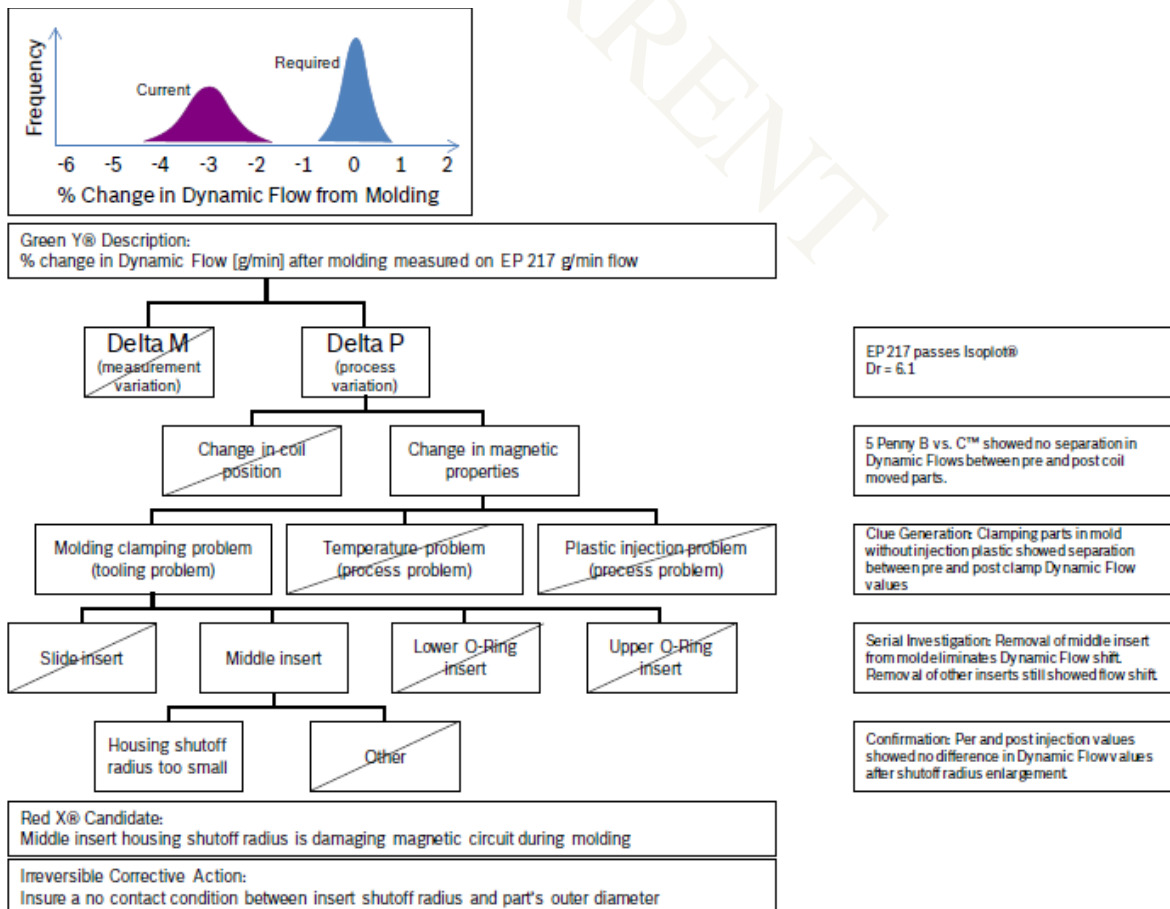 RENT
Frequency
Current
Required
-6 -5 -4 -3 -2 -1 0 1 2
% Change in Dynamic Flow from Molding
Green Y® Description:
% change in Dynamic Flow [g/min] after molding measured on EP 217 g/min flow
Delta M
(measurement
variation)
Delta P
(process
variation)
EP 217 passes Isoplot®
Dr = 6.1
Change in coil
position
Change in magnetic
properties
5 Penny B vs. C™ showed no separation in
Dynamic Flows between pre and post coil
moved parts.
Molding clamping problem
(tooling problem)
Temperature problem
(process problem)
Plastic injection problem
(process problem)
Clue Generation: Clamping parts in mold
without injection plastic showed separation
between pre and post clamp Dynamic Flow
values
Slide insert
Middle insert
Lower O-Ring
insert
Upper O-Ring
insert
Serial Investigation: Removal of middle insert
from mold eliminates Dynamic Flow shift.
Removal of other inserts still showed flow shift.
Housing shutoff
radius too small
Other
Confirmation: Per and post injection values
showed no difference in Dynamic Flow values
after shutoff radius enlargement.
Red X® Candidate:
Middle insert housing shutoff radius is damaging magnetic circuit during molding
Irreversible Corrective Action:
Insure a no contact condition between insert shutoff radius and part's outer diameter